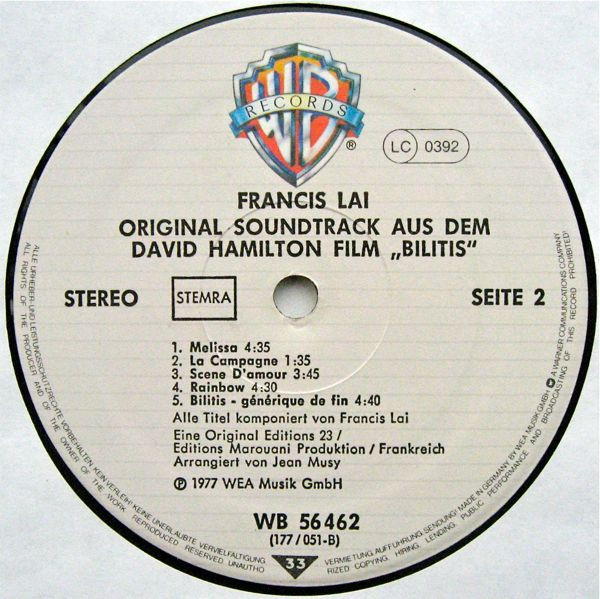 WB
RECORDS
®
LC 0392
FRANCIS LAI
ORIGINAL SOUNDTRACK AUS DEM
DAVID HAMILTON FILM „BILITIS“
STEREO STEMRA SEITE 2
1. Melissa 4:35
2. La Campagne 1:35
3. Scene D'amour 3:45
4. Rainbow 4:30
5. Bilitis - générique de fin 4:40
Alle Titel komponiert von Francis Lai
Eine Original Editions 23 /
Editions Marouani Produktion / Frankreich
Arrangiert von Jean Musy
℗ 1977 WEA Musik GmbH
WB 56462
(177/051-B)
33
ALLE URHEBER- UND LEISTUNGSSCHUTZRECHTE VORBEHALTEN. KEIN VERLEIH! KEINE UNERLAUBTE VERVIELFÄLTIGUNG, VERMIETUNG, AUFFÜHRUNG, SENDUNG! MADE IN GERMANY BY WEA MUSIK GMBH A WARNER COMMUNICATIONS COMPANY
ALL RIGHTS OF THE PRODUCER AND OF THE OWNER OF THE WORK REPRODUCED RESERVED. UNAUTHORIZED COPYING, HIRING, LENDING, PUBLIC PERFORMANCE AND BROADCASTING OF THIS RECORD PROHIBITED!